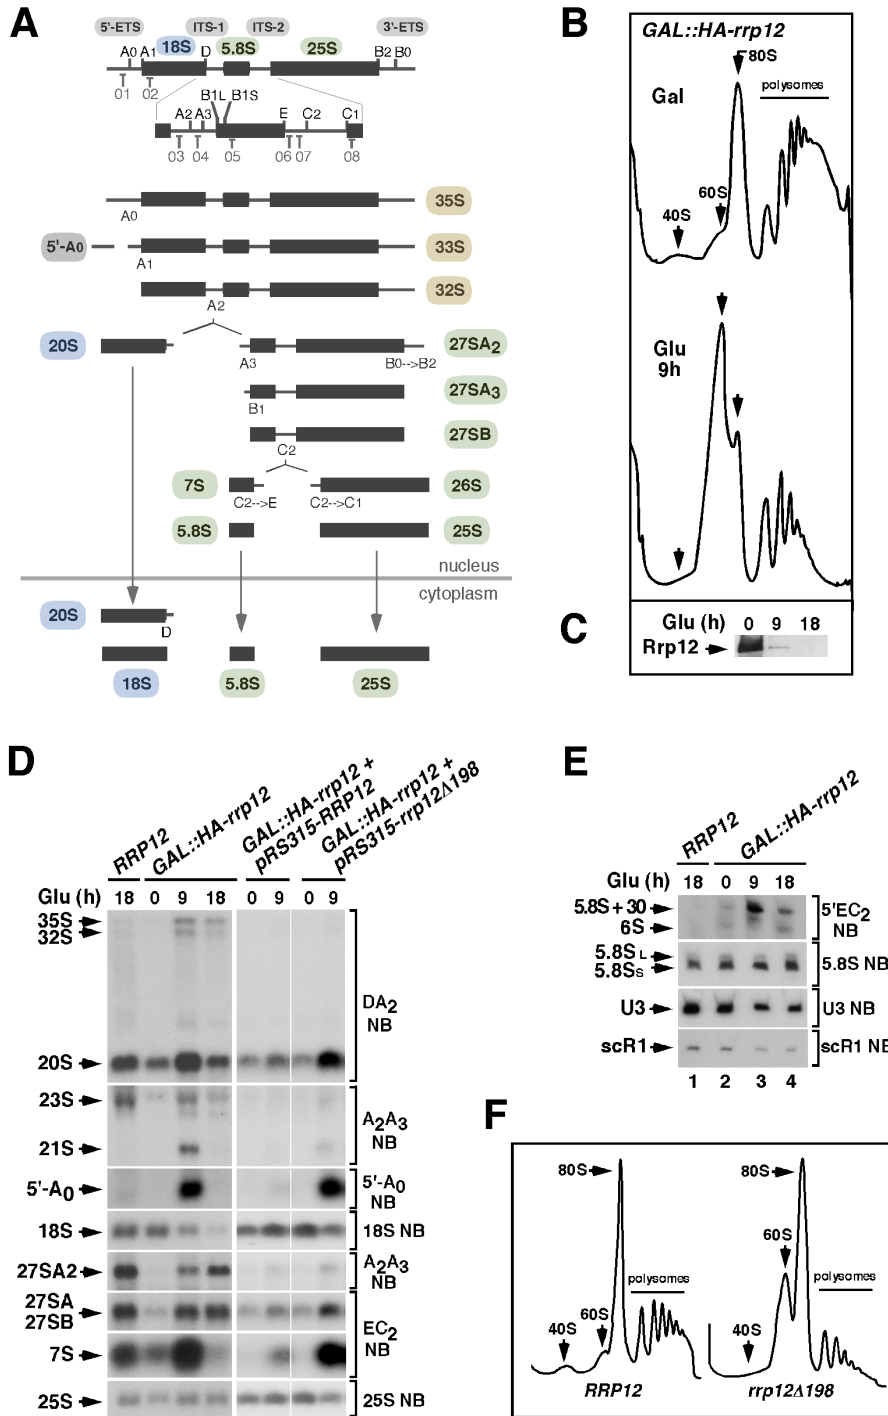 A
5'-ETS ITS-1 ITS-2 3'-ETS
18S 5.8S 25S
A0 A1 D B2 B0
01 02
B1L B1S
A2 A3 E C2 C1
03 04 05 06 07 08
35S
A0
5'-A0 33S
A1
32S
A2
20S 27SA2
A3 B0-->B2
27SA3
B1
27SB
C2
7S 26S
C2-->E C2-->C1
5.8S 25S
nucleus
cytoplasm
20S
D
18S 5.8S 25S
B
GAL::HA-rrp12
80S
Gal polysomes
60S
40S
Glu
9h
C
Glu (h) 0 9 18
Rrp12
D
RRP12
GAL::HA-rrp12
GAL::HA-rrp12 +
pRS315-RRP12
GAL::HA-rrp12 +
pRS315-rrp12Δ198
Glu (h) 18 0 9 18 0 9 0 9
35S
32S
DA2
NB
20S
23S
A2A3
NB
21S
5'-A0 5'-A0
NB
18S 18S NB
27SA2 A2A3
NB
27SA
27SB
EC2
NB
7S
25S 25S NB
E
RRP12
GAL::HA-rrp12
Glu (h) 18 0 9 18
5.8S + 30 5'EC2
6S NB
5.8S L
5.8S S 5.8S NB
U3 U3 NB
scR1 scR1 NB
1 2 3 4
F
80S 80S
60S
polysomes polysomes
40S 60S 40S
RRP12 rrp12Δ198